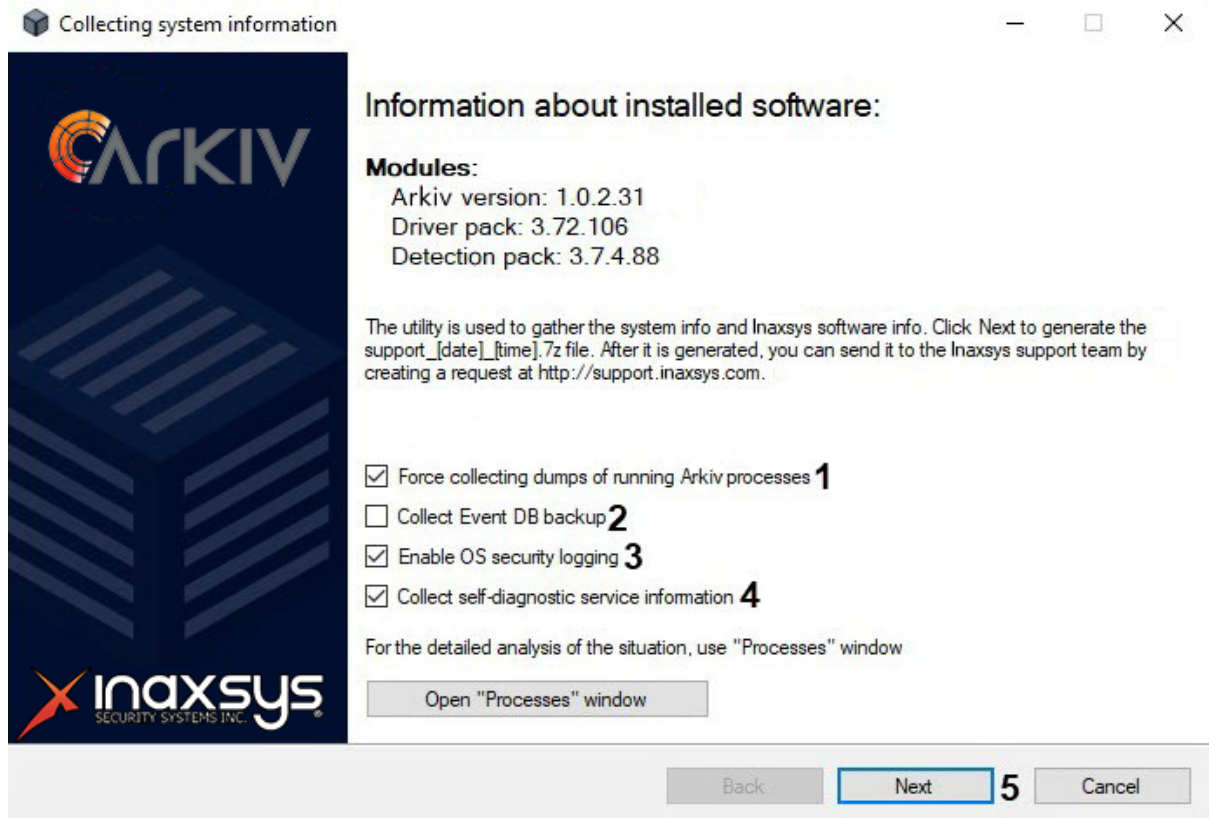 Collecting system information
ARKIV
Information about installed software:
Modules:
Arkiv version: 1.0.2.31
Driver pack: 3.72.106
Detection pack: 3.7.4.88
The utility is used to gather the system info and Inaxsys software info. Click Next to generate the
support_[date]_[time].7z file. After it is generated, you can send it to the Inaxsys support team by
creating a request at http://support.inaxsys.com.
Force collecting dumps of running Arkiv processes 1
Collect Event DB backup 2
Enable OS security logging 3
Collect self-diagnostic service information 4
For the detailed analysis of the situation, use "Processes" window
Open "Processes" window
inaxsys
SECURITY SYSTEMS INC.
Back Next 5 Cancel